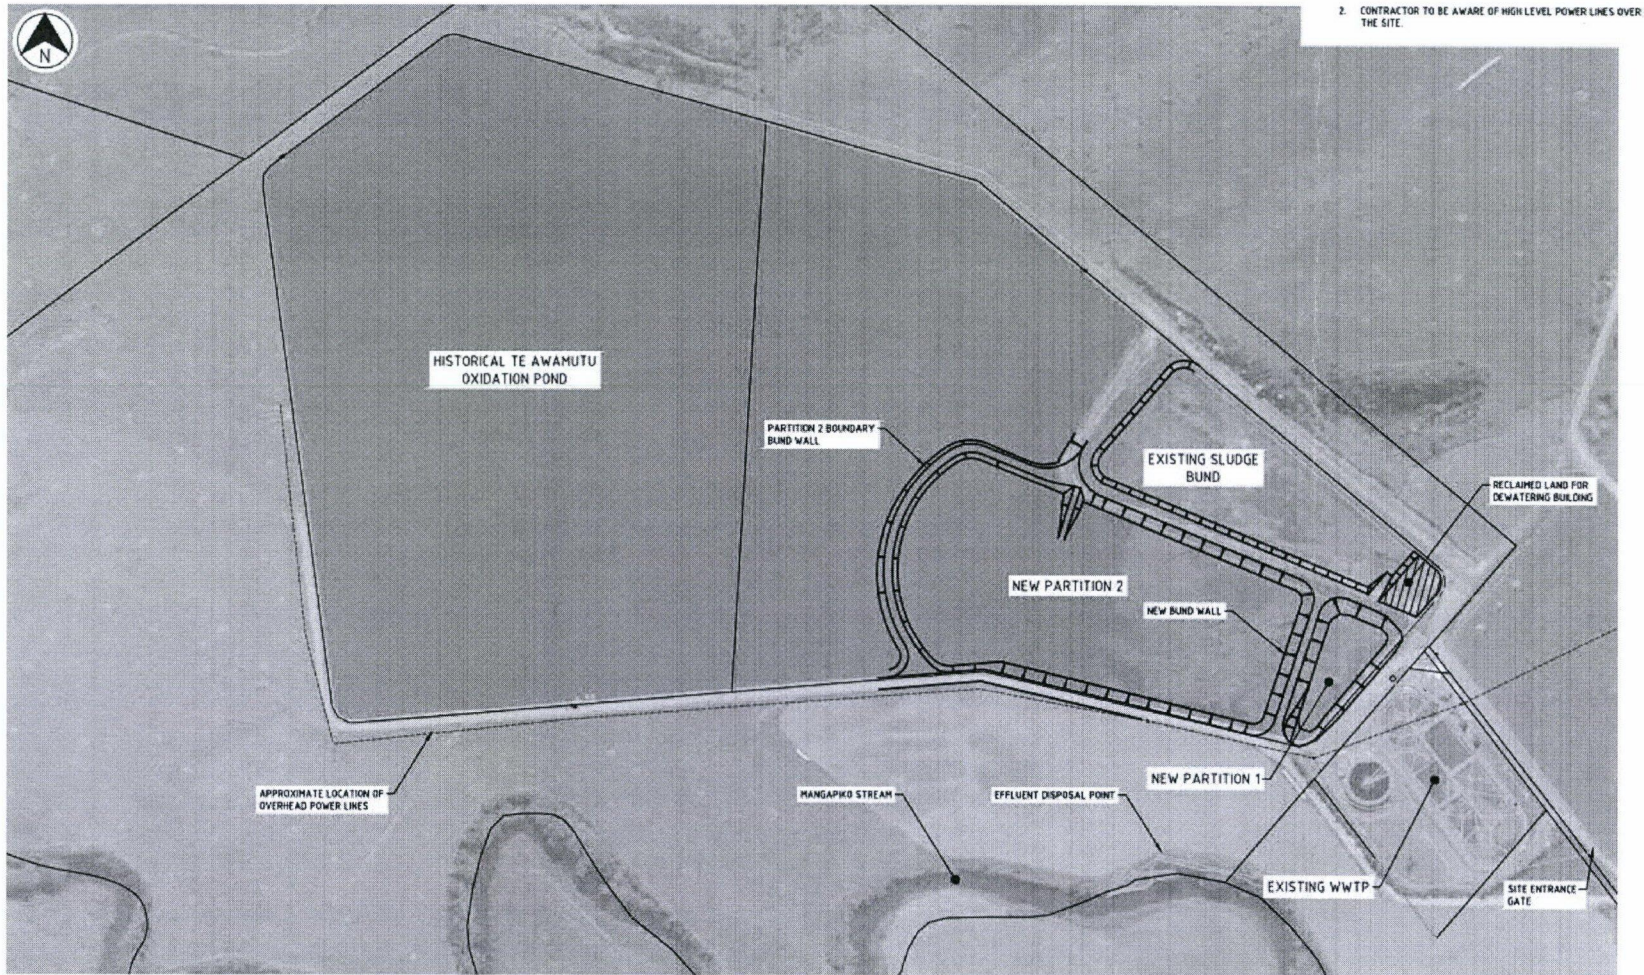 2. CONTRACTOR TO BE AWARE OF HIGH LEVEL POWER LINES OVER
THE SITE.
N
HISTORICAL TE AWAMUTU
OXIDATION POND
PARTITION 2 BOUNDARY
BUND WALL
EXISTING SLUDGE
BUND
RECLAIMED LAND FOR
DEWATERING BUILDING
NEW PARTITION 2
NEW BUND WALL
NEW PARTITION 1
APPROXIMATE LOCATION OF
OVERHEAD POWER LINES
MANGAPIKO STREAM
EFFLUENT DISPOSAL POINT
EXISTING WWTP
SITE ENTRANCE
GATE